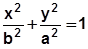 x²/b² + y²/a² = 1